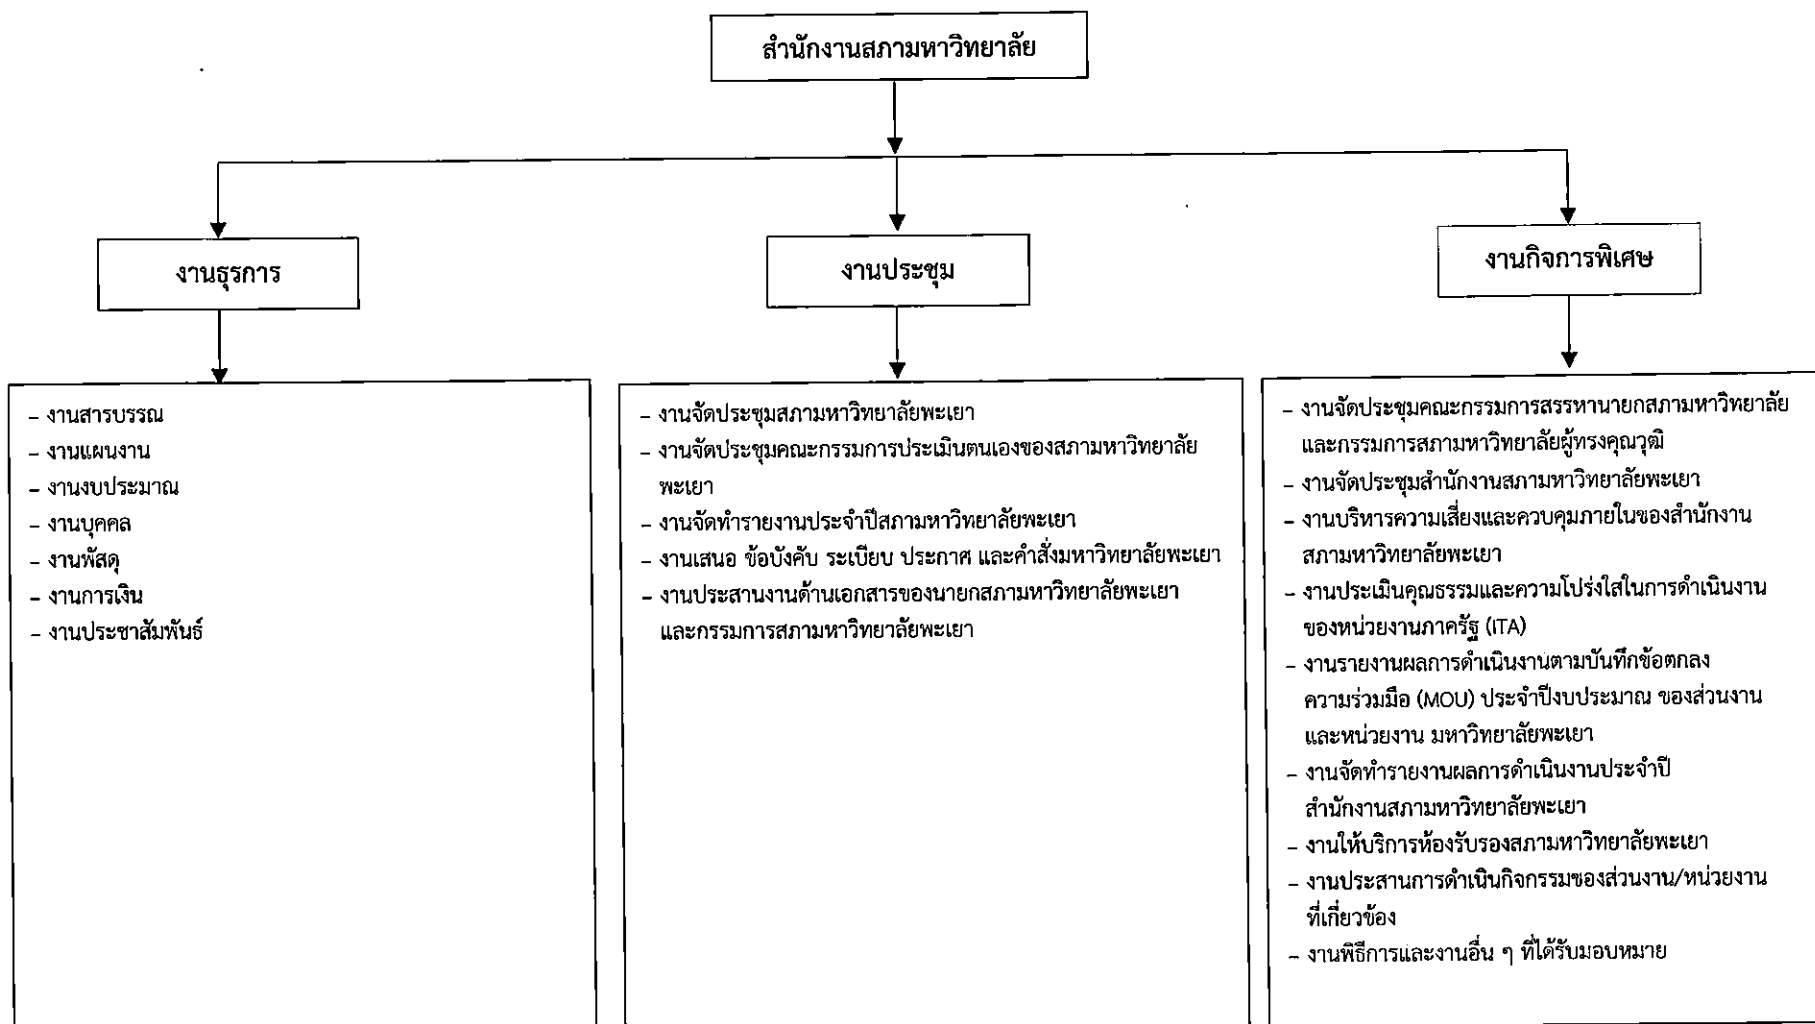 สำนักงานสภามหาวิทยาลัย
งานธุรการ
งานประชุม
งานกิจการพิเศษ
– งานสารบรรณ
– งานแผนงาน
– งานงบประมาณ
– งานบุคคล
– งานพัสดุ
– งานการเงิน
– งานประชาสัมพันธ์
– งานจัดประชุมสภามหาวิทยาลัยพะเยา
– งานจัดประชุมคณะกรรมการประเมินตนเองของสภามหาวิทยาลัย
พะเยา
– งานจัดทำรายงานประจำปีสภามหาวิทยาลัยพะเยา
– งานเสนอ ข้อบังคับ ระเบียบ ประกาศ และคำสั่งมหาวิทยาลัยพะเยา
– งานประสานงานด้านเอกสารของนายกสภามหาวิทยาลัยพะเยา
และกรรมการสภามหาวิทยาลัยพะเยา
– งานจัดประชุมคณะกรรมการสรรหานายกสภามหาวิทยาลัย
และกรรมการสภามหาวิทยาลัยผู้ทรงคุณวุฒิ
– งานจัดประชุมสำนักงานสภามหาวิทยาลัยพะเยา
– งานบริหารความเสี่ยงและควบคุมภายในของสำนักงาน
สภามหาวิทยาลัยพะเยา
– งานประเมินคุณธรรมและความโปร่งใสในการดำเนินงาน
ของหน่วยงานภาครัฐ (ITA)
– งานรายงานผลการดำเนินงานตามบันทึกข้อตกลง
ความร่วมมือ (MOU) ประจำปีงบประมาณ ของส่วนงาน
และหน่วยงาน มหาวิทยาลัยพะเยา
– งานจัดทำรายงานผลการดำเนินงานประจำปี
สำนักงานสภามหาวิทยาลัยพะเยา
– งานให้บริการห้องรับรองสภามหาวิทยาลัยพะเยา
– งานประสานการดำเนินกิจกรรมของส่วนงาน/หน่วยงาน
ที่เกี่ยวข้อง
– งานพิธีการและงานอื่น ๆ ที่ได้รับมอบหมาย